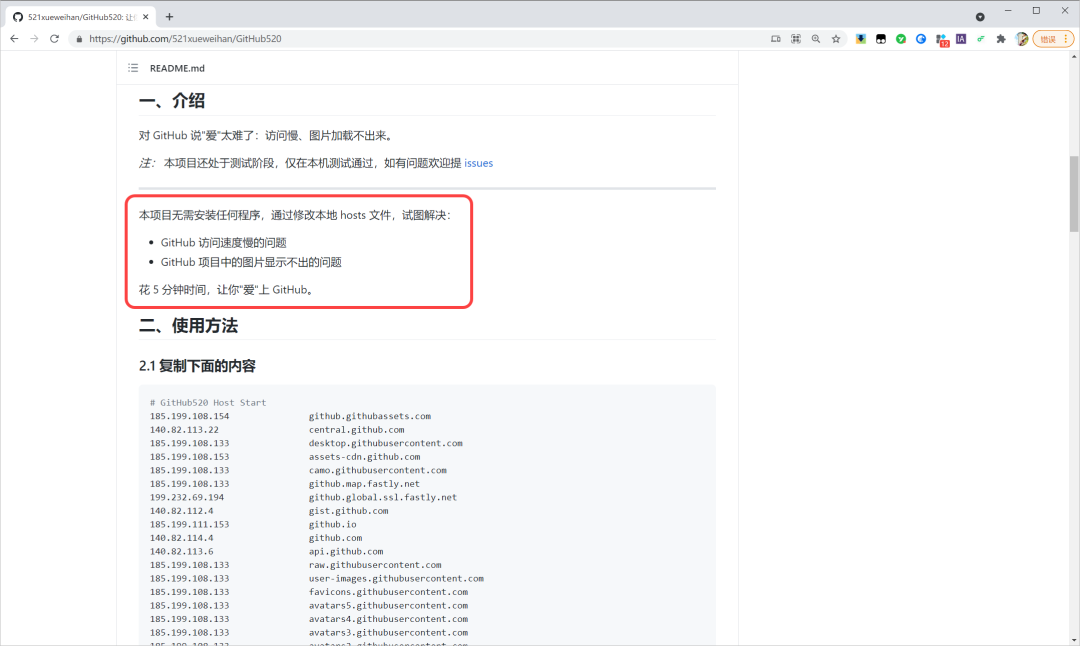 521xueweihan/GitHub520: 让
https://github.com/521xueweihan/GitHub520
12
IA
错误
README.md
一、介绍
对 GitHub 说"爱"太难了：访问慢、图片加载不出来。
注： 本项目还处于测试阶段，仅在本机测试通过，如有问题欢迎提 issues
本项目无需安装任何程序，通过修改本地 hosts 文件，试图解决：
• GitHub 访问速度慢的问题
• GitHub 项目中的图片显示不出的问题
花 5 分钟时间，让你"爱"上 GitHub。
二、使用方法
2.1 复制下面的内容
# GitHub520 Host Start
185.199.108.154 github.githubassets.com
140.82.113.22 central.github.com
185.199.108.133 desktop.githubusercontent.com
185.199.108.153 assets-cdn.github.com
185.199.108.133 camo.githubusercontent.com
185.199.108.133 github.map.fastly.net
199.232.69.194 github.global.ssl.fastly.net
140.82.112.4 gist.github.com
185.199.111.153 github.io
140.82.114.4 github.com
140.82.113.6 api.github.com
185.199.108.133 raw.githubusercontent.com
185.199.108.133 user-images.githubusercontent.com
185.199.108.133 favicons.githubusercontent.com
185.199.108.133 avatars5.githubusercontent.com
185.199.108.133 avatars4.githubusercontent.com
185.199.108.133 avatars3.githubusercontent.com
185.199.108.133 avatars2.githubusercontent.com